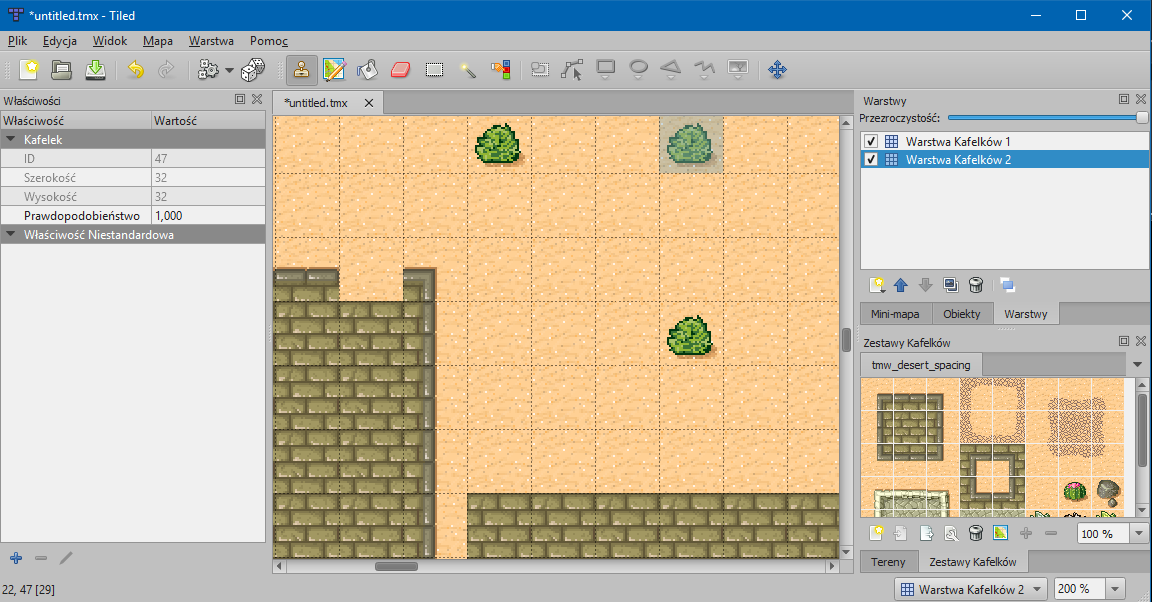 *untitled.tmx - Tiled
Plik Edycja Widok Mapa Warstwa Pomoc
Właściwości
Właściwość Wartość
Kafelek
ID 47
Szerokość 32
Wysokość 32
Prawdopodobieństwo 1,000
Właściwość Niestandardowa
22, 47 [29]
*untitled.tmx
Warstwy
Przezroczystość:
Warstwa Kafelków 1
Warstwa Kafelków 2
Mini-mapa Obiekty Warstwy
Zestawy Kafelków
tmw_desert_spacing
100 %
Tereny Zestawy Kafelków
Warstwa Kafelków 2 200 %